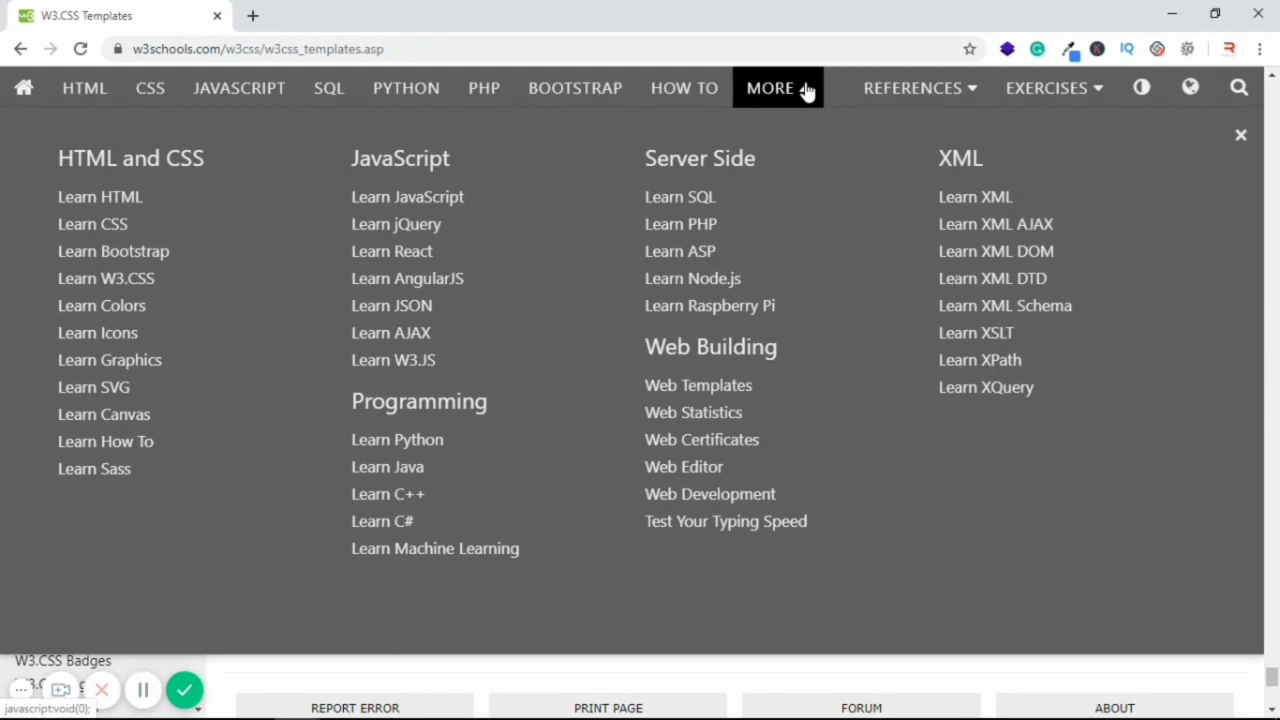 W3.CSS Templates
w3schools.com/w3css/w3css_templates.asp
HTML CSS JAVASCRIPT SQL PYTHON PHP BOOTSTRAP HOW TO MORE REFERENCES EXERCISES
HTML and CSS
Learn HTML
Learn CSS
Learn Bootstrap
Learn W3.CSS
Learn Colors
Learn Icons
Learn Graphics
Learn SVG
Learn Canvas
Learn How To
Learn Sass
JavaScript
Learn JavaScript
Learn jQuery
Learn React
Learn AngularJS
Learn JSON
Learn AJAX
Learn W3.JS
Programming
Learn Python
Learn Java
Learn C++
Learn C#
Learn Machine Learning
Server Side
Learn SQL
Learn PHP
Learn ASP
Learn Node.js
Learn Raspberry Pi
Web Building
Web Templates
Web Statistics
Web Certificates
Web Editor
Web Development
Test Your Typing Speed
XML
Learn XML
Learn XML AJAX
Learn XML DOM
Learn XML DTD
Learn XML Schema
Learn XSLT
Learn XPath
Learn XQuery
W3.CSS Badges
javascript:void(0);
REPORT ERROR PRINT PAGE FORUM ABOUT